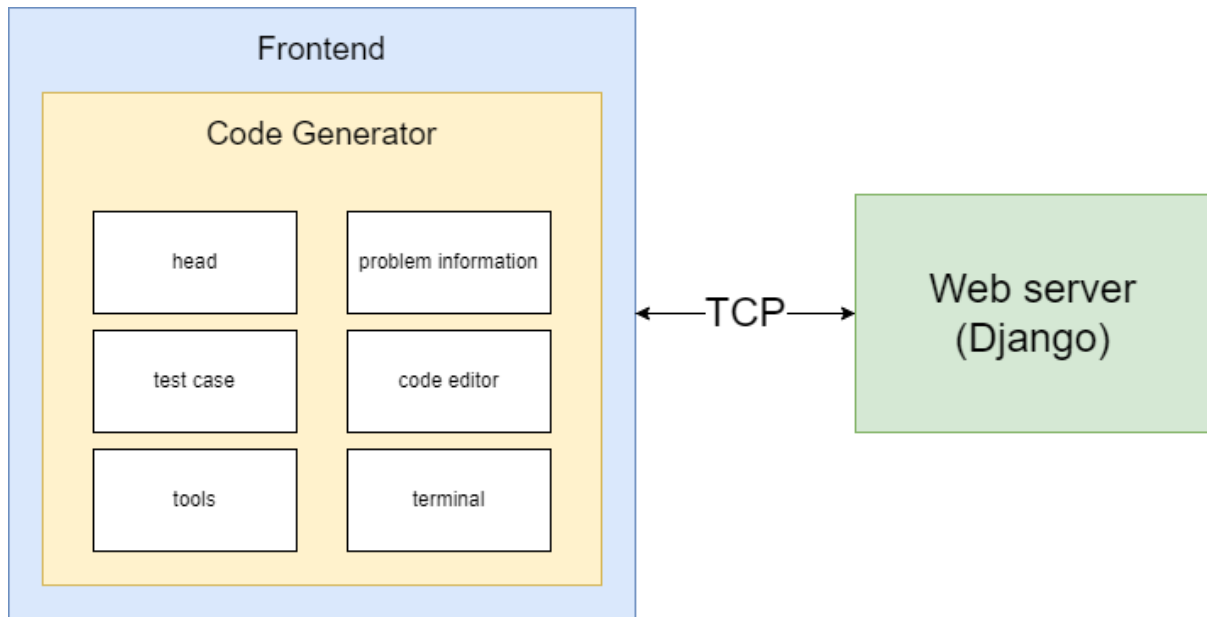 Frontend
Code Generator
head
problem information
test case
code editor
tools
terminal
TCP
Web server
(Django)